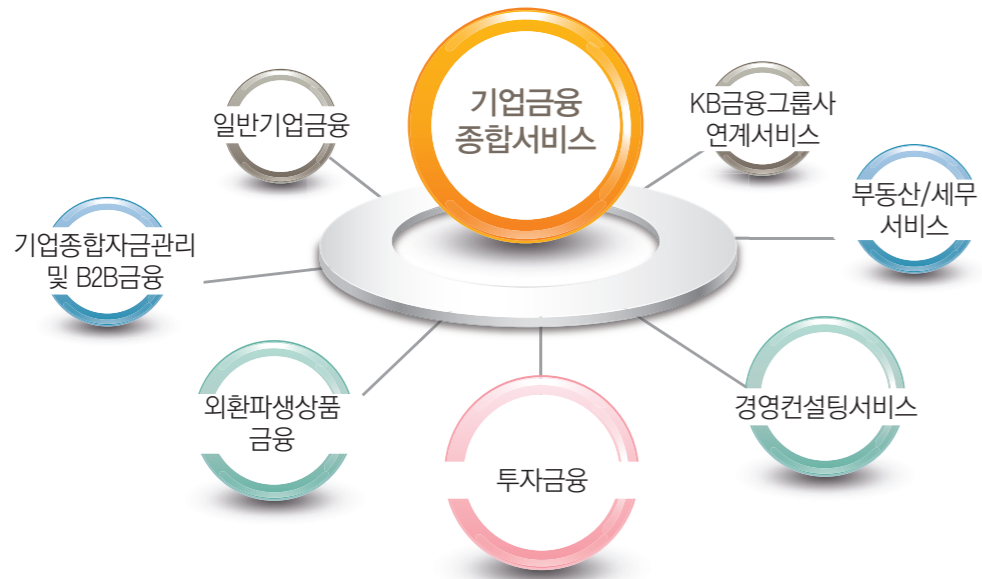 기업금융
종합서비스
일반기업금융
KB금융그룹사
연계서비스
부동산/세무
서비스
기업종합자금관리
및 B2B금융
외환파생상품
금융
경영컨설팅서비스
투자금융